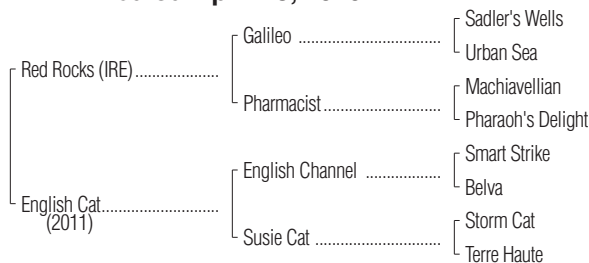 Sadler's Wells
Galileo ....................................
Urban Sea
Red Rocks (IRE).....................
Machiavellian
Pharmacist..............................
Pharaoh's Delight
Smart Strike
English Channel ...................
Belva
English Cat..............................
(2011)
Storm Cat
Susie Cat ................................
Terre Haute